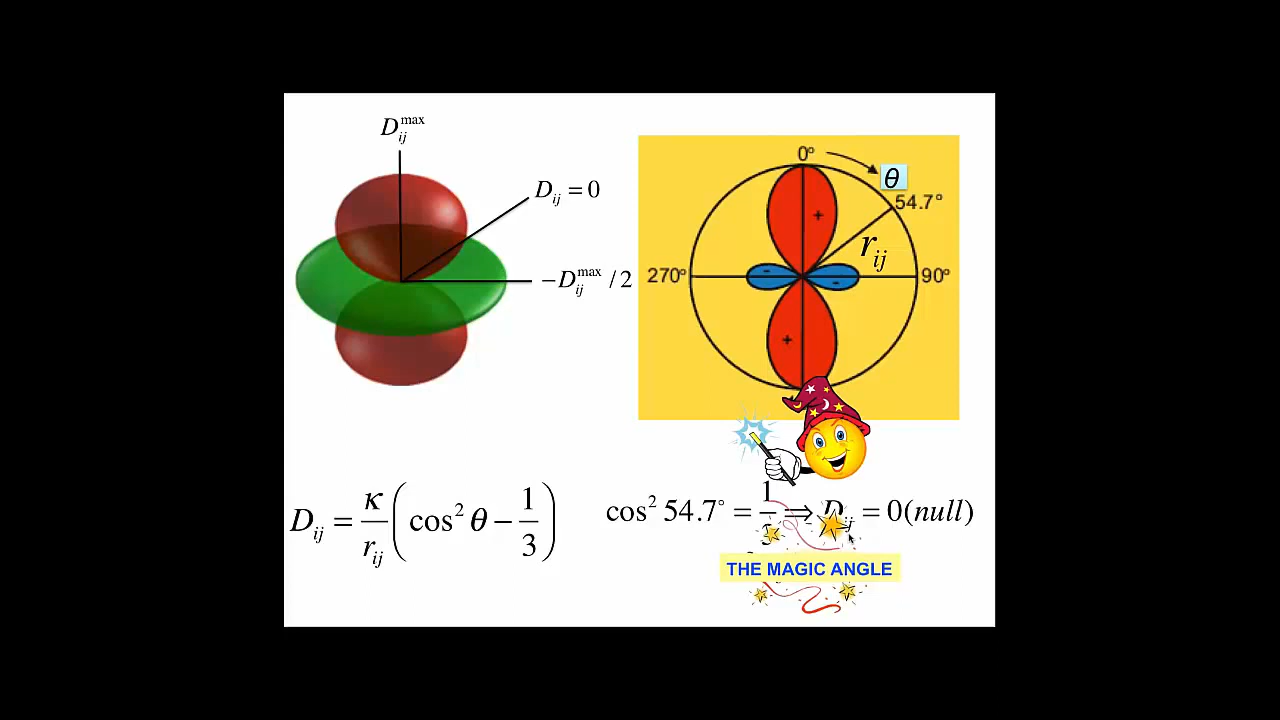 D_ij^max
D_ij = 0
−D_ij^max / 2
0°
θ
54.7°
r_ij
270°
90°
+
-
-
+
D_ij = κ/r_ij (cos² θ − 1/3)
cos² 54.7° = 1/3 ⇒ D_ij = 0(null)
THE MAGIC ANGLE